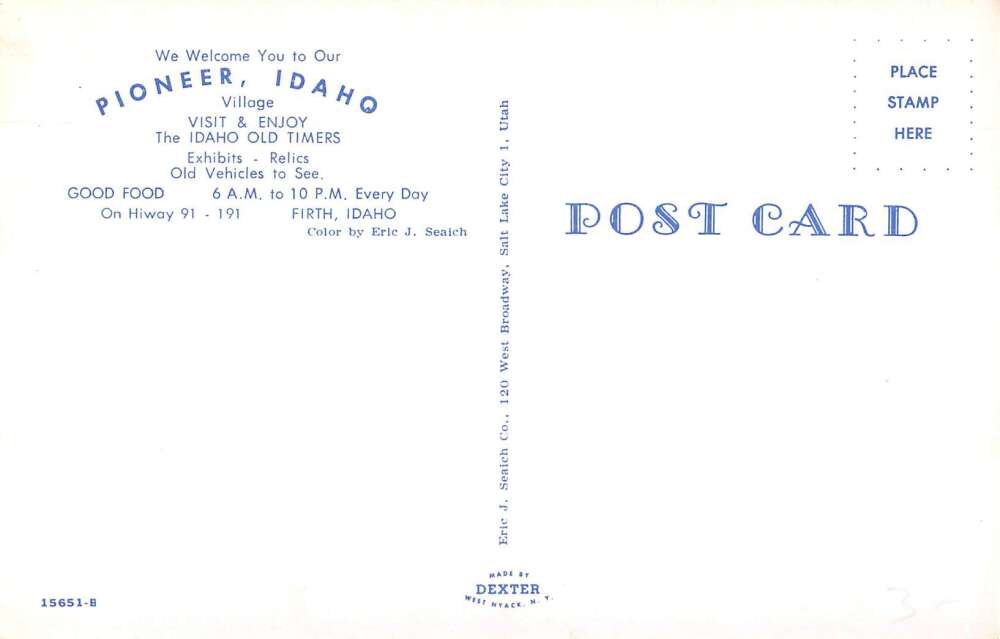 We Welcome You to Our
PIONEER, IDAHO
Village
VISIT & ENJOY
The IDAHO OLD TIMERS
Exhibits - Relics
Old Vehicles to See.
GOOD FOOD 6 A.M. to 10 P.M. Every Day
On Hiway 91 - 191 FIRTH, IDAHO
Color by Eric J. Seaich
Eric J. Seaich Co., 120 West Broadway, Salt Lake City 1, Utah
PLACE
STAMP
HERE
POST CARD
MADE BY
DEXTER
WEST NYACK, N. Y.
15651-B
3-